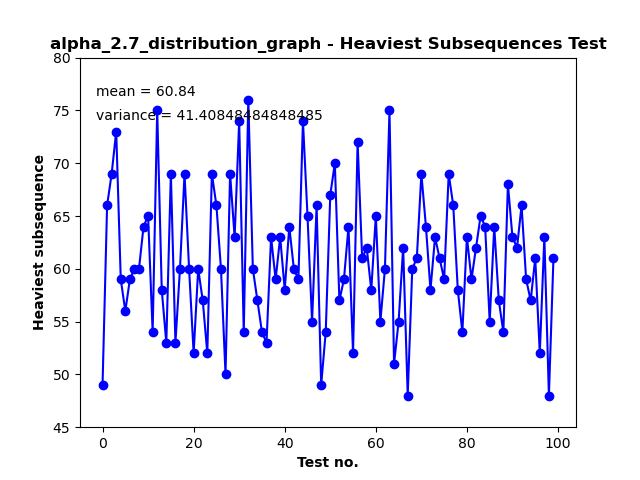 alpha_2.7_distribution_graph - Heaviest Subsequences Test
80
75
70
65
60
55
50
45
mean = 60.84
variance = 41.40848484848485
Heaviest subsequence
0 20 40 60 80 100
Test no.